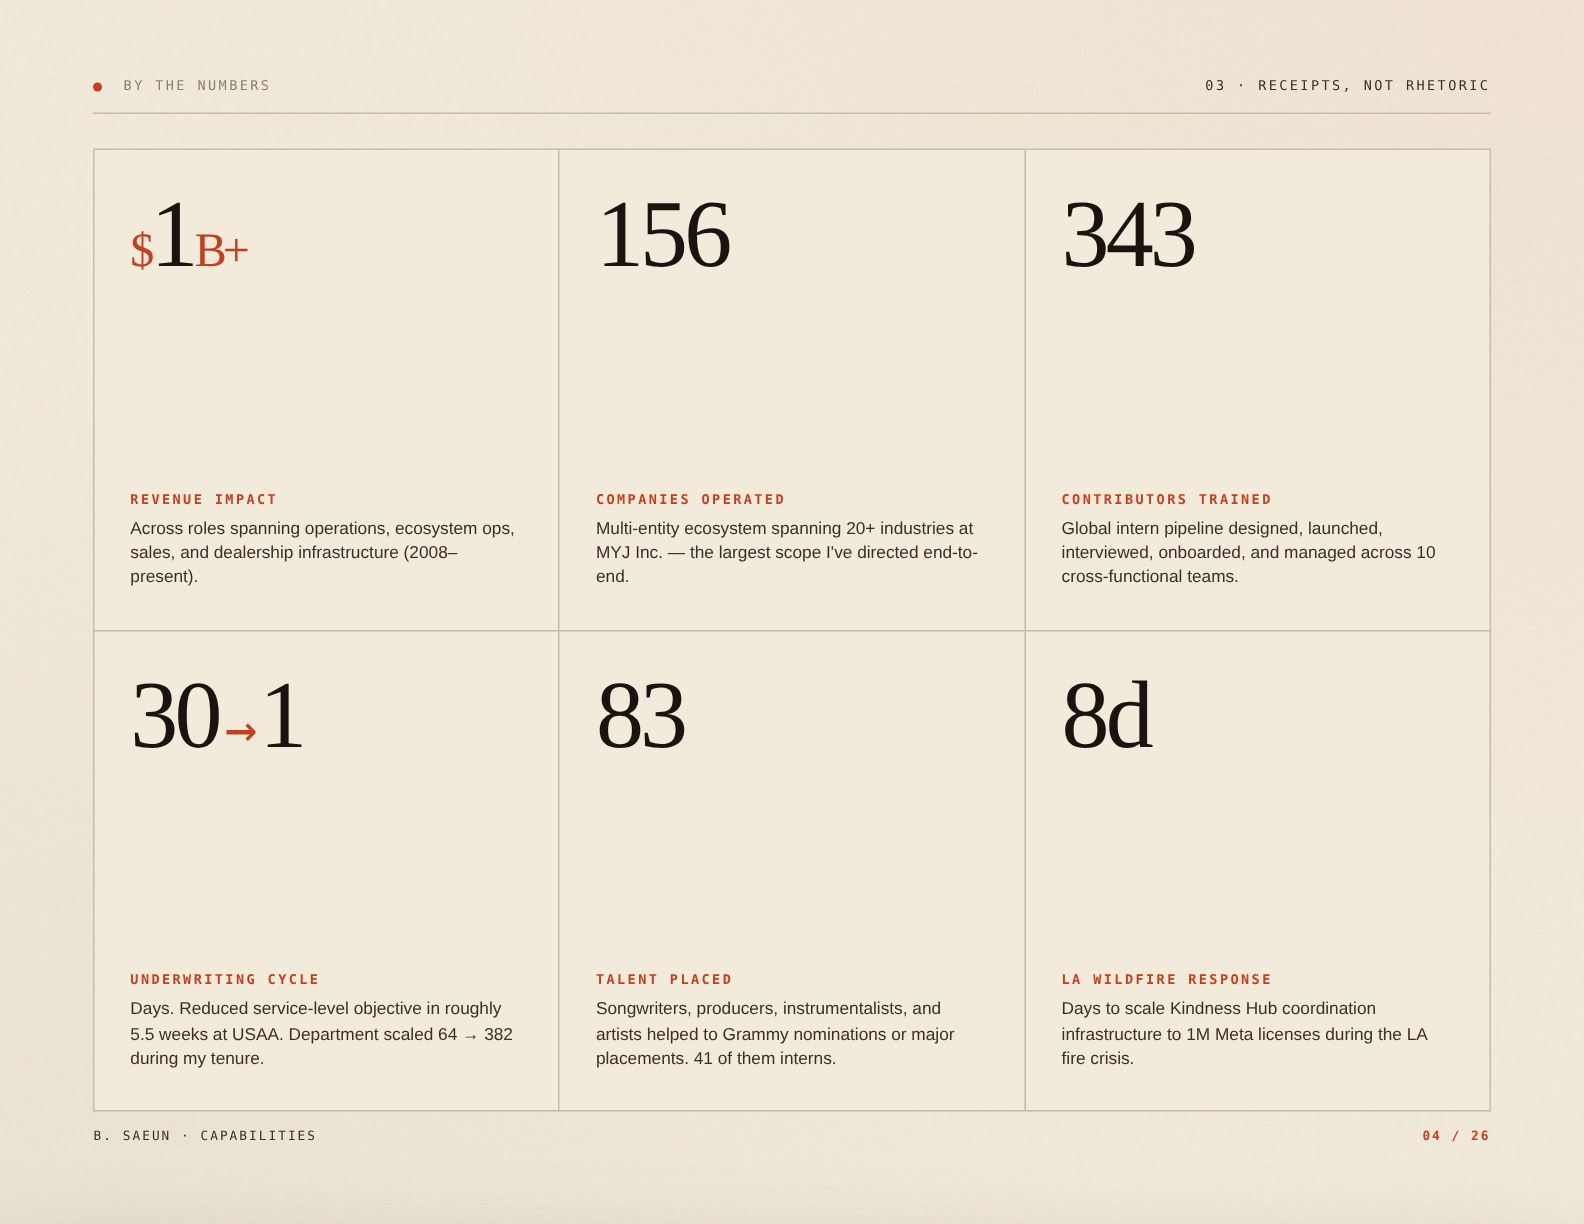 BY THE NUMBERS
03 · RECEIPTS, NOT RHETORIC
$1B+
REVENUE IMPACT
Across roles spanning operations, ecosystem ops,
sales, and dealership infrastructure (2008–
present).
156
COMPANIES OPERATED
Multi-entity ecosystem spanning 20+ industries at
MYJ Inc. — the largest scope I've directed end-to-
end.
343
CONTRIBUTORS TRAINED
Global intern pipeline designed, launched,
interviewed, onboarded, and managed across 10
cross-functional teams.
30→1
UNDERWRITING CYCLE
Days. Reduced service-level objective in roughly
5.5 weeks at USAA. Department scaled 64 → 382
during my tenure.
83
TALENT PLACED
Songwriters, producers, instrumentalists, and
artists helped to Grammy nominations or major
placements. 41 of them interns.
8d
LA WILDFIRE RESPONSE
Days to scale Kindness Hub coordination
infrastructure to 1M Meta licenses during the LA
fire crisis.
B. SAEUN · CAPABILITIES
04 / 26